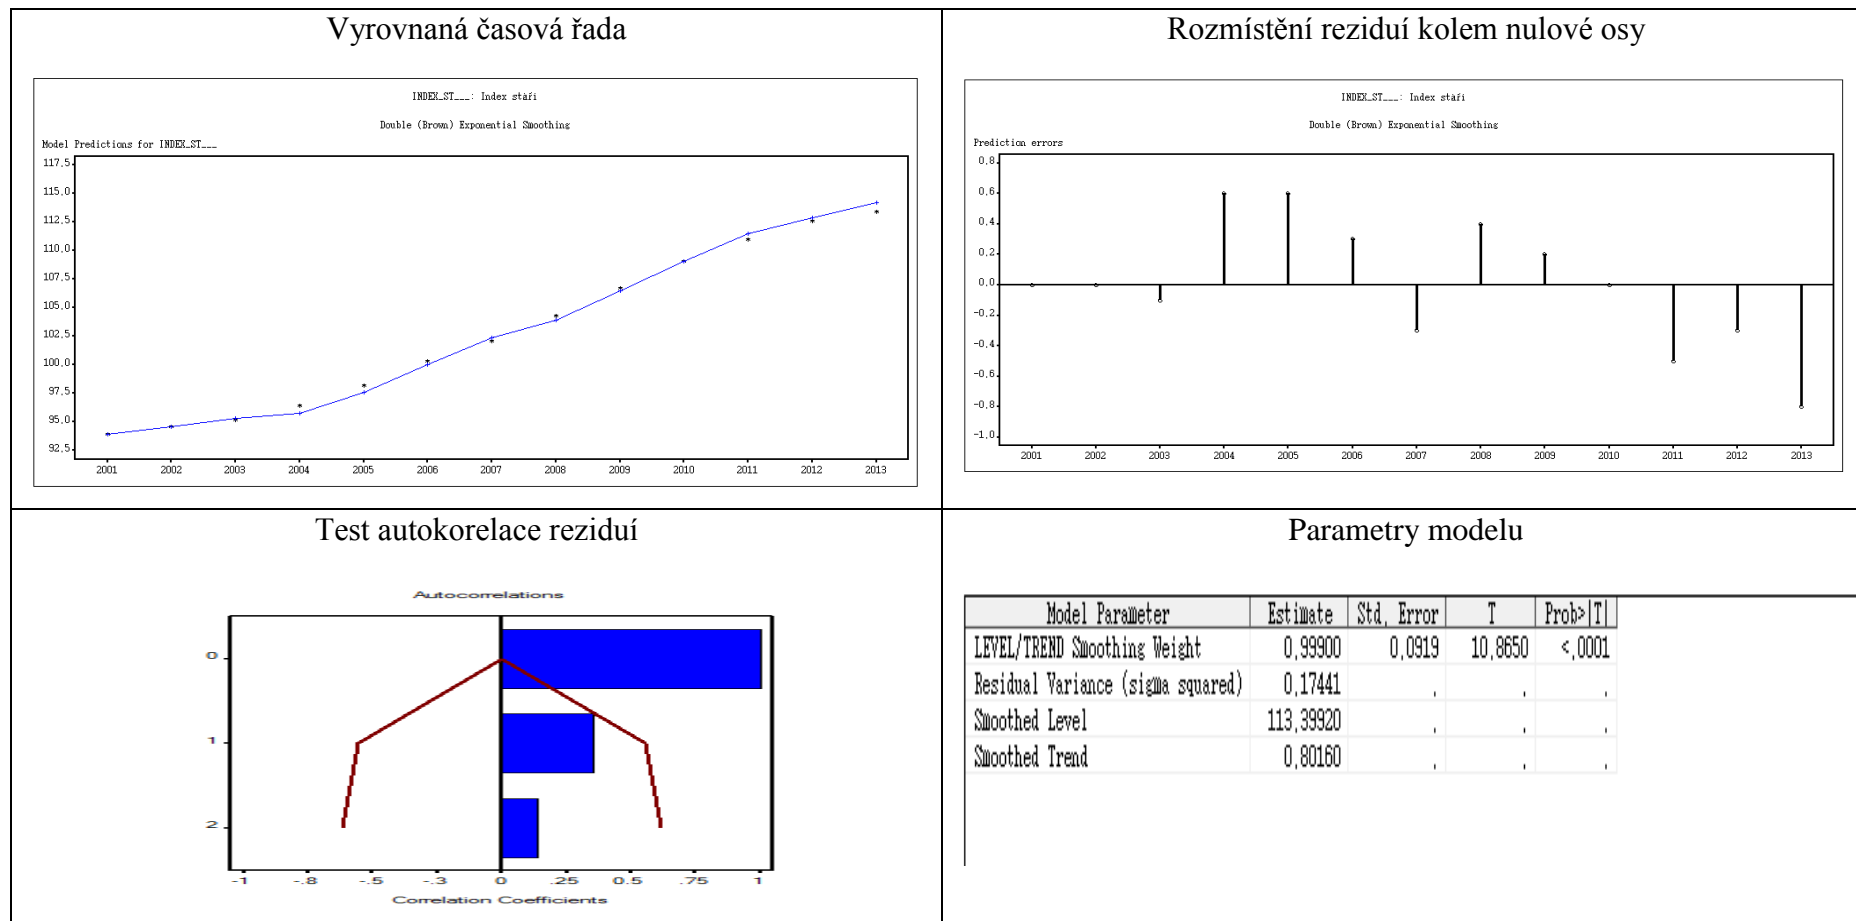 Vyrovnaná časová řada
INDEX_ST___: Index stáří
Double (Brown) Exponential Smoothing
Model Predictions for INDEX_ST___
117,5
115,0
112,5
110,0
107,5
105,0
102,5
100,0
97,5
95,0
92,5
2001 2002 2003 2004 2005 2006 2007 2008 2009 2010 2011 2012 2013
Rozmístění reziduí kolem nulové osy
INDEX_ST___: Index stáří
Double (Brown) Exponential Smoothing
Prediction errors
0,8
0,6
0,4
0,2
0,0
-0,2
-0,4
-0,6
-0,8
-1,0
2001 2002 2003 2004 2005 2006 2007 2008 2009 2010 2011 2012 2013
Test autokorelace reziduí
Autocorrelations
0
1
2
-1 -.8 -.5 -.3 0 .25 0.5 .75 1
Correlation Coefficients
Parametry modelu
Model Parameter Estimate Std. Error T Prob>|T|
LEVEL/TREND Smoothing Weight 0,99900 0,0919 10,8650 <,0001
Residual Variance (sigma squared) 0,17441 , , ,
Smoothed Level 113,39920 , , ,
Smoothed Trend 0,80160 , , ,